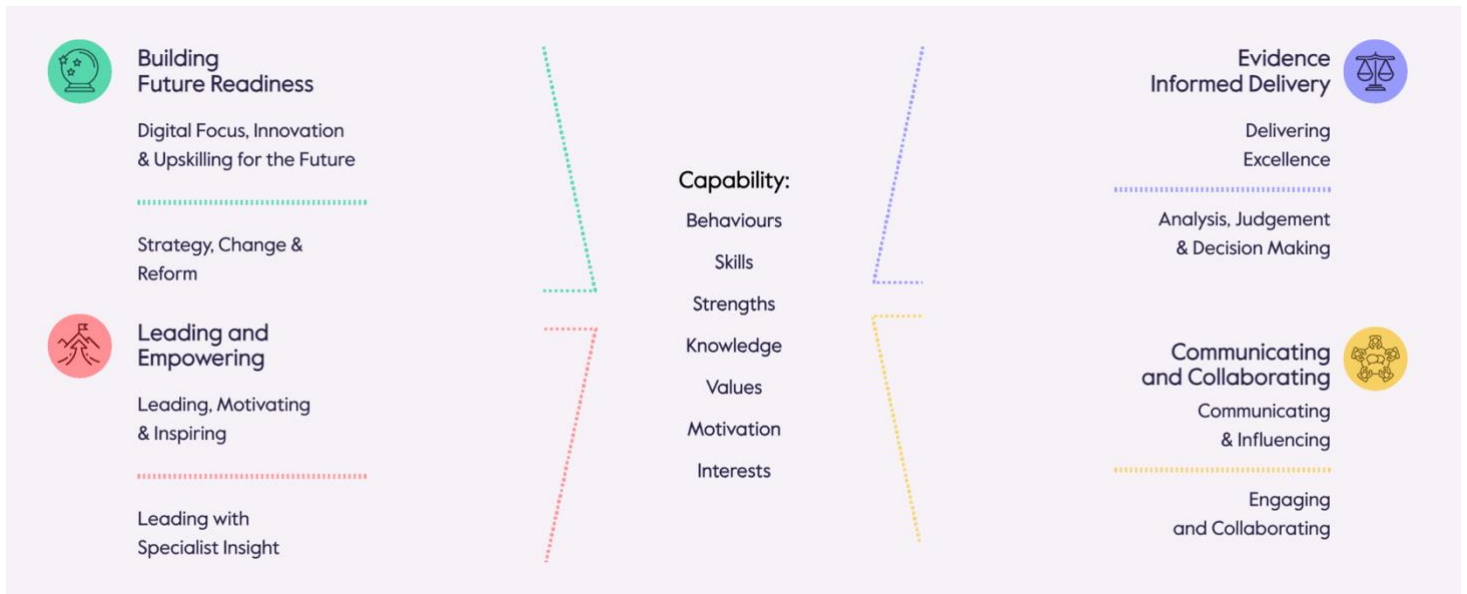 Building
Future Readiness
Digital Focus, Innovation
& Upskilling for the Future
Strategy, Change &
Reform
Leading and
Empowering
Leading, Motivating
& Inspiring
Leading with
Specialist Insight
Capability:
Behaviours
Skills
Strengths
Knowledge
Values
Motivation
Interests
Evidence
Informed Delivery
Delivering
Excellence
Analysis, Judgement
& Decision Making
Communicating
and Collaborating
Communicating
& Influencing
Engaging
and Collaborating